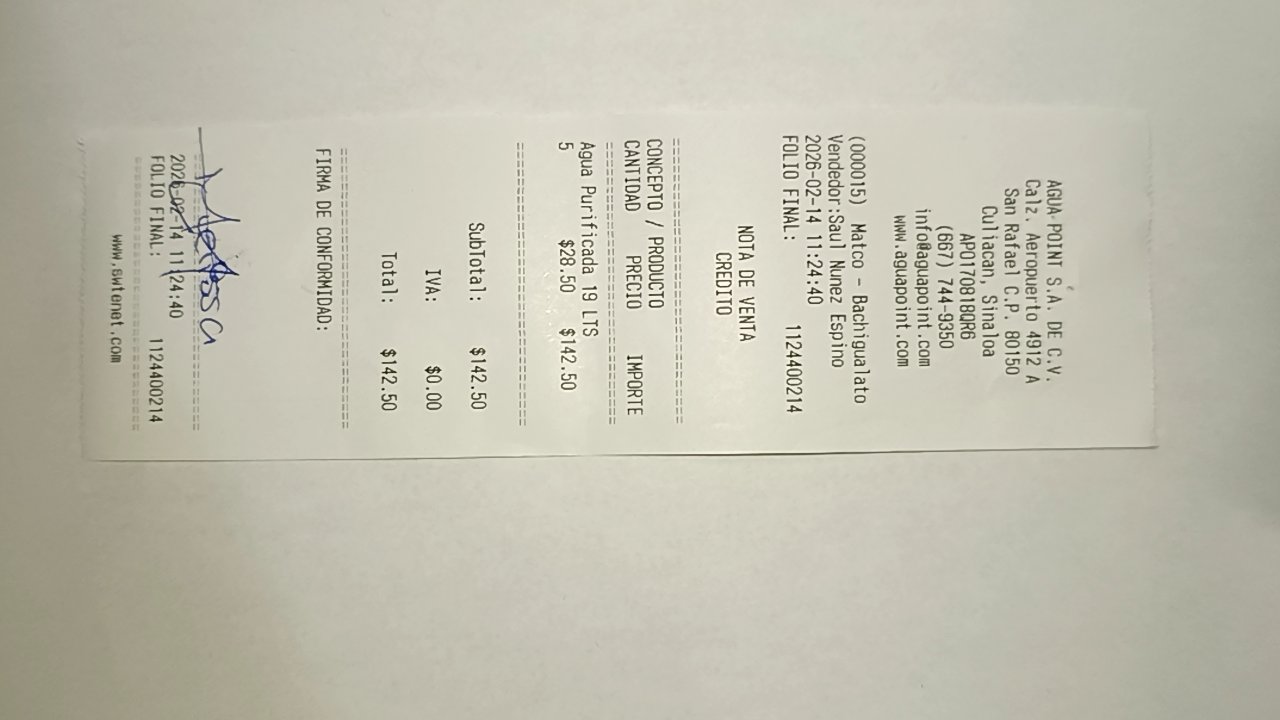 AGUA POINT S.A. DE C.V.
Calz. Aeropuerto 4912 A
San Rafael C.P. 80150
Culiacan, Sinaloa
APO170818QR6
(667) 744-9350
info@aguapoint.com
www.aguapoint.com
(000015) Matco - Bachigualato
Vendedor:Saul Nunez Espino
2026-02-14 11:24:40
FOLIO FINAL: 1124400214
NOTA DE VENTA
CREDITO
CONCEPTO / PRODUCTO
CANTIDAD PRECIO IMPORTE
Agua Purificada 19 LTS
5 $28.50 $142.50
SubTotal: $142.50
IVA: $0.00
Total: $142.50
FIRMA DE CONFORMIDAD:
2026-02-14 11:24:40
FOLIO FINAL: 1124400214
www.swtenet.com